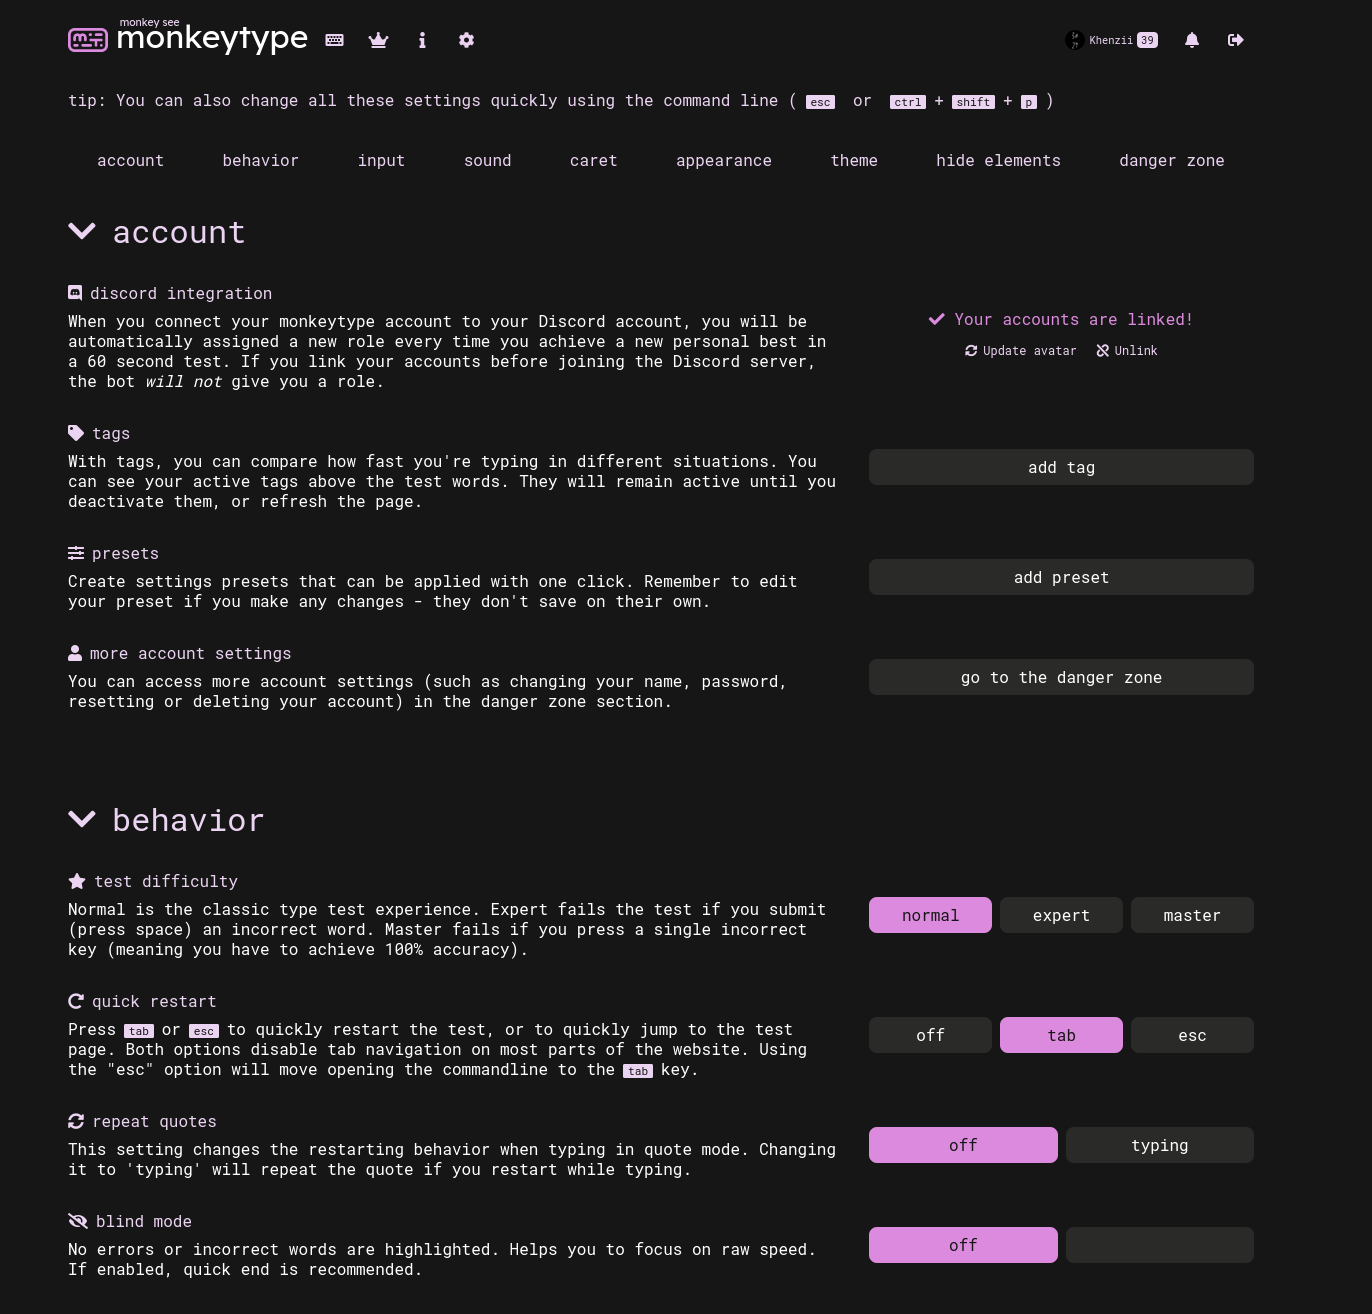 monkey see
monkeytype
Khenzii 39
tip: You can also change all these settings quickly using the command line ( esc or ctrl + shift + p )
account behavior input sound caret appearance theme hide elements danger zone
account
discord integration
When you connect your monkeytype account to your Discord account, you will be
automatically assigned a new role every time you achieve a new personal best in
a 60 second test. If you link your accounts before joining the Discord server,
the bot will not give you a role.
Your accounts are linked!
Update avatar Unlink
tags
With tags, you can compare how fast you're typing in different situations. You
can see your active tags above the test words. They will remain active until you
deactivate them, or refresh the page.
add tag
presets
Create settings presets that can be applied with one click. Remember to edit
your preset if you make any changes - they don't save on their own.
add preset
more account settings
You can access more account settings (such as changing your name, password,
resetting or deleting your account) in the danger zone section.
go to the danger zone
behavior
test difficulty
Normal is the classic type test experience. Expert fails the test if you submit
(press space) an incorrect word. Master fails if you press a single incorrect
key (meaning you have to achieve 100% accuracy).
normal expert master
quick restart
Press tab or esc to quickly restart the test, or to quickly jump to the test
page. Both options disable tab navigation on most parts of the website. Using
the "esc" option will move opening the commandline to the tab key.
off tab esc
repeat quotes
This setting changes the restarting behavior when typing in quote mode. Changing
it to 'typing' will repeat the quote if you restart while typing.
off typing
blind mode
No errors or incorrect words are highlighted. Helps you to focus on raw speed.
If enabled, quick end is recommended.
off